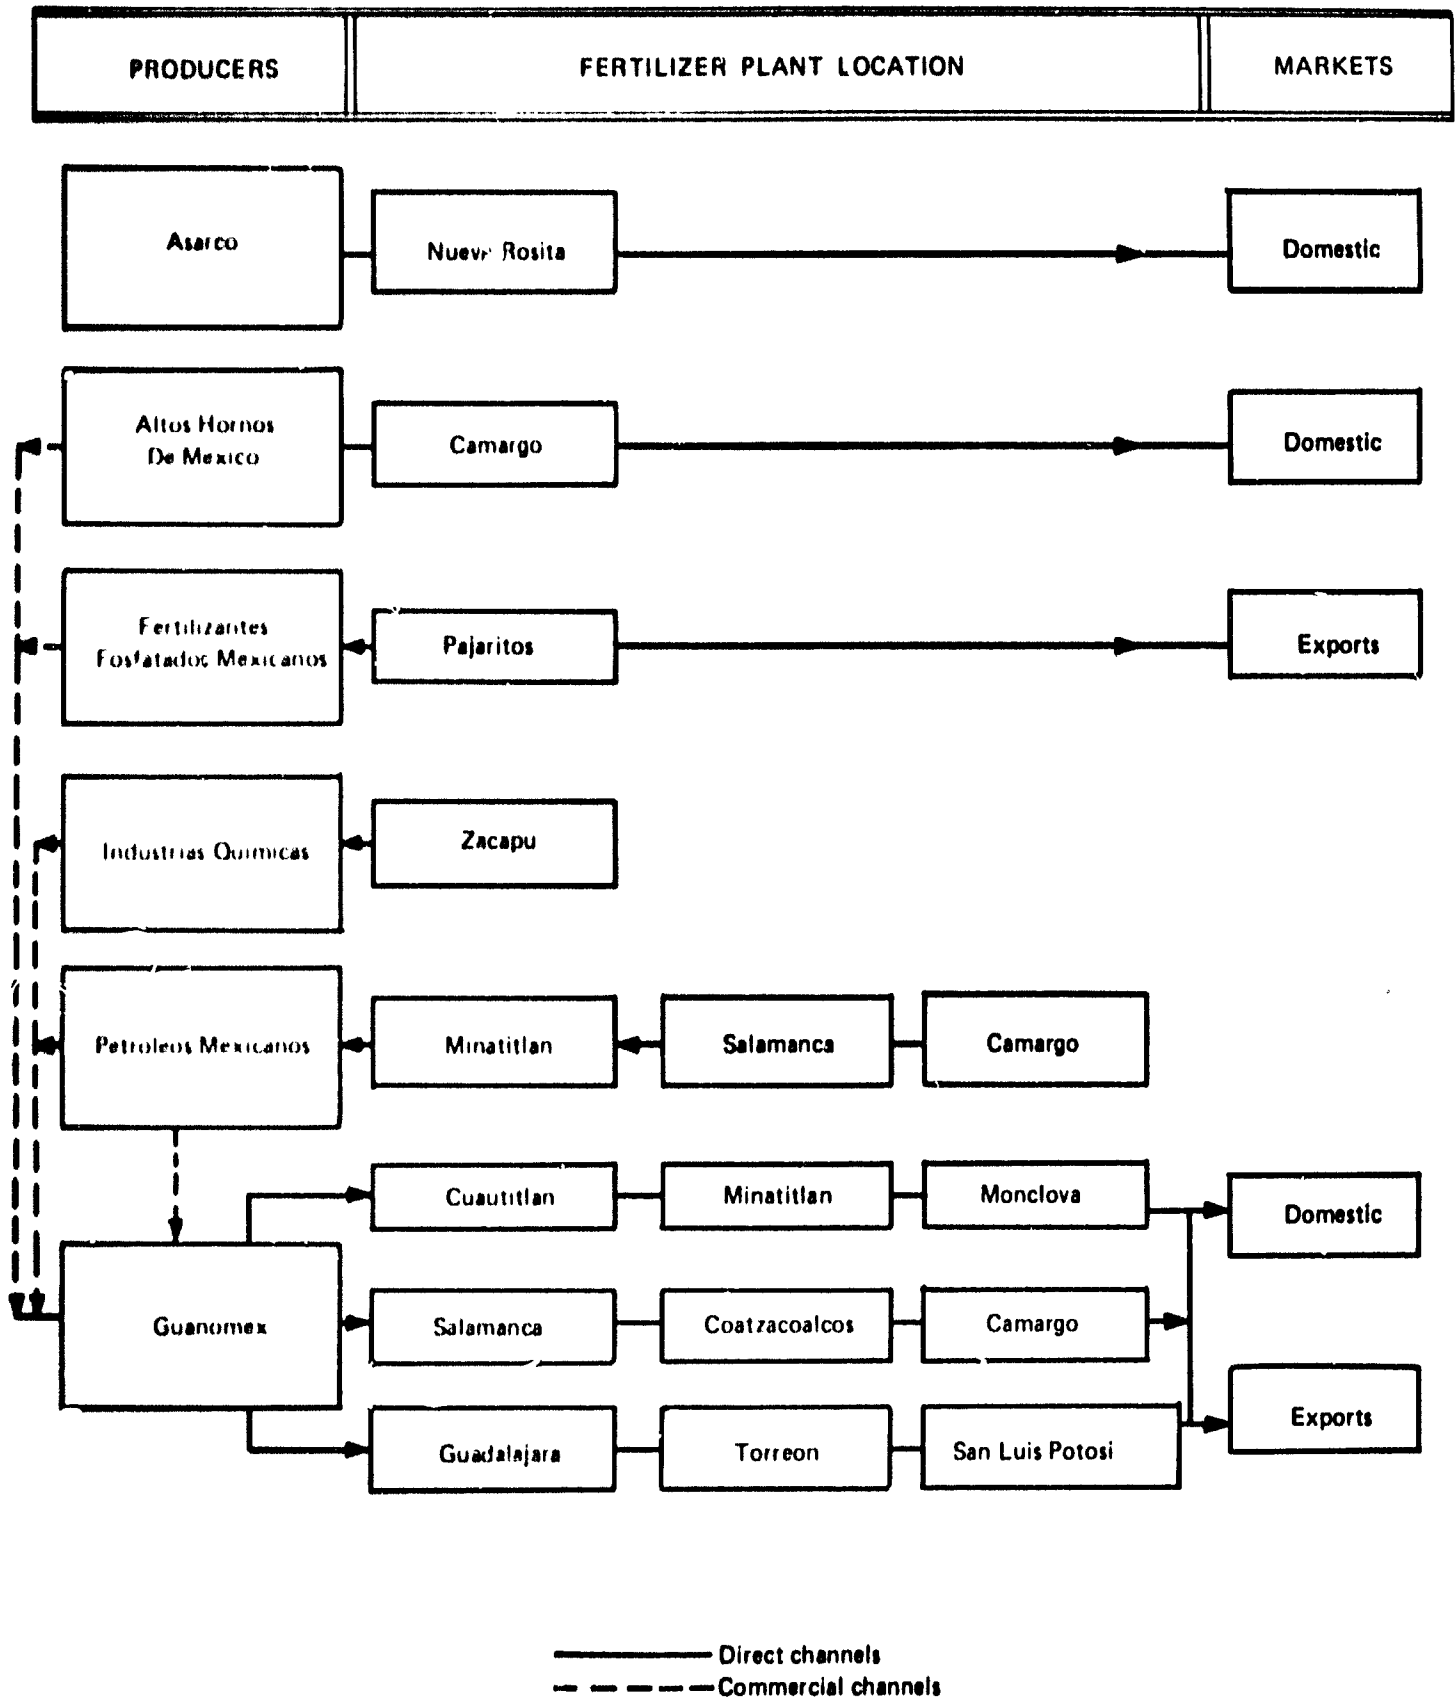 PRODUCERS
FERTILIZER PLANT LOCATION
MARKETS
Asarco
Rosita
Domestic
Altos Hornos
De Mexico
Camargo
Domestic
Fertilizantes
Fosfatados Mexicanos
Pajaritos
Exports
Industrias Quimicas
Zacapu
Petroleos Mexicanos
Minatitlan
Salamanca
Camargo
Cuautitlan
Minatitlan
Monclova
Domestic
Guanomex
Salamanca
Coatzacoalcos
Camargo
Exports
Guadalajara
Torreon
San Luis Potosi
Direct channels
Commercial channels